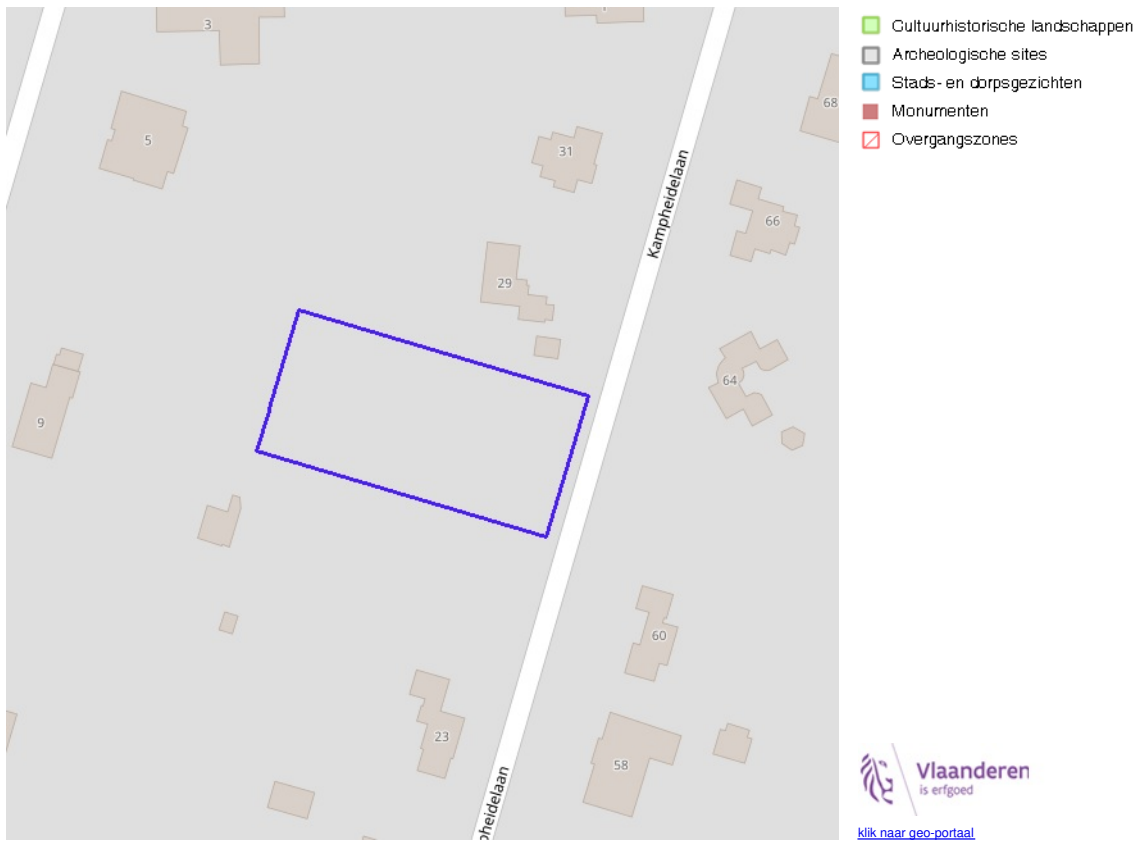 3
5
31
68
Kampheidelaan
66
29
64
9
60
23
58
pheidelaan
Cultuurhistorische landschappen
Archeologische sites
Stads- en dorpsgezichten
Monumenten
Overgangszones
Vlaanderen
is erfgoed
klik naar geo-portaal